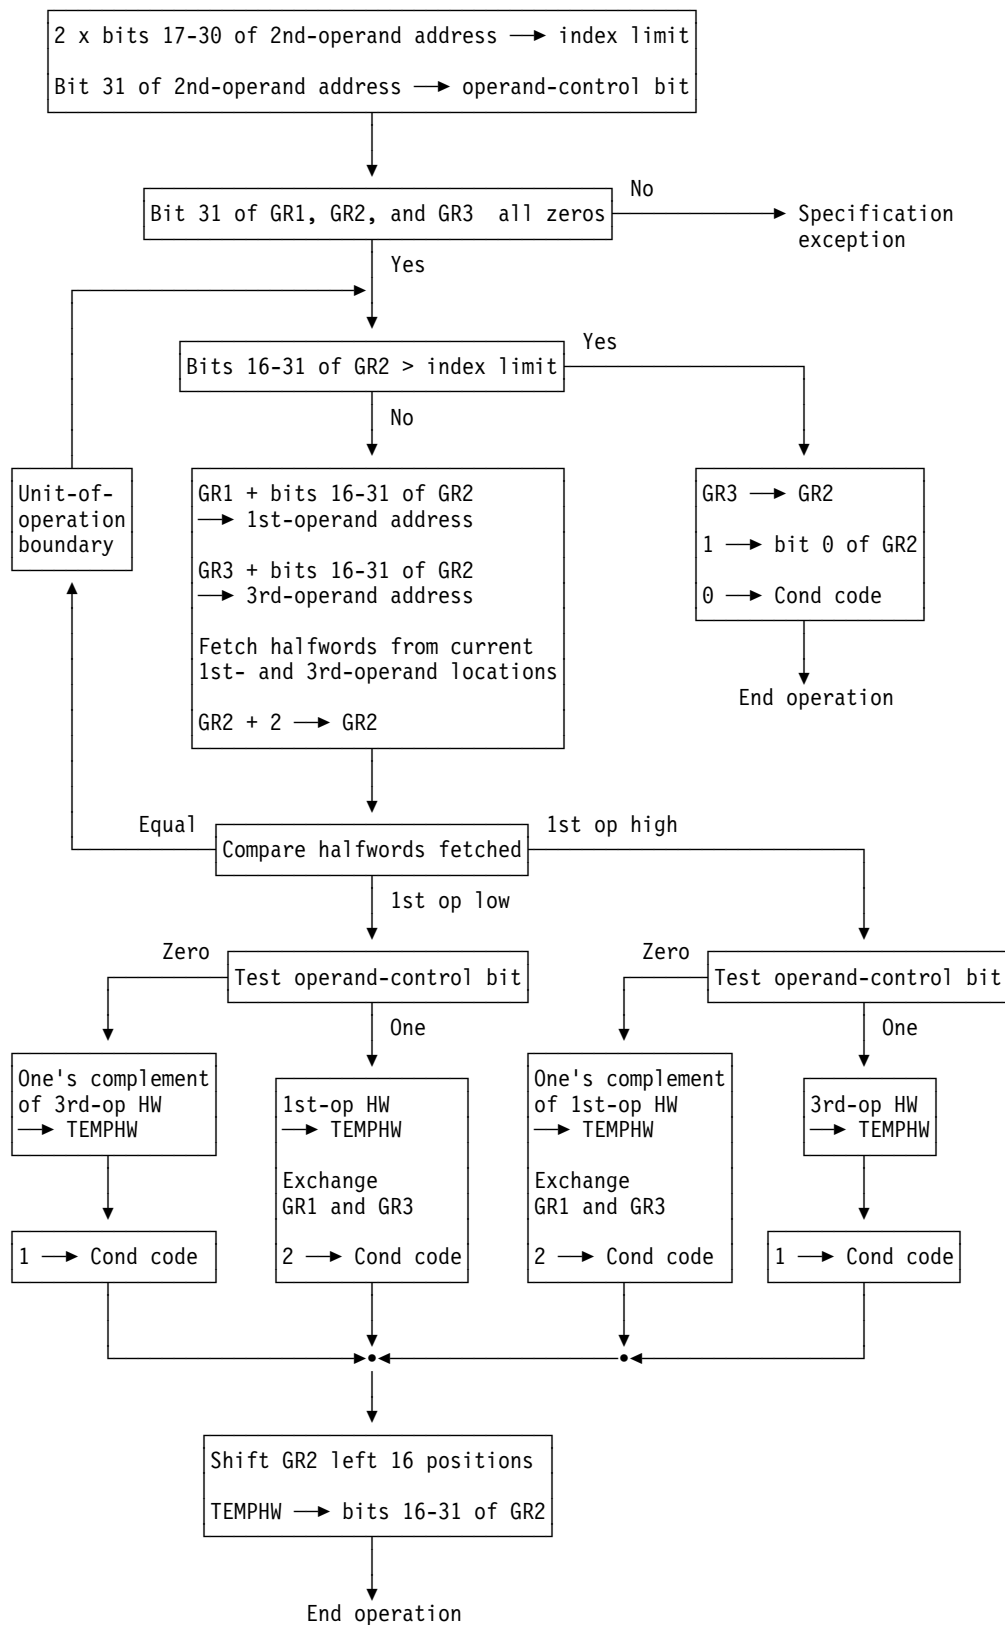 2 x bits 17-30 of 2nd-operand address → index limit
Bit 31 of 2nd-operand address → operand-control bit
No
Bit 31 of GR1, GR2, and GR3  all zeros
Specification
exception
Yes
Yes
Bits 16-31 of GR2 > index limit
No
Unit-of-
operation
boundary
GR1 + bits 16-31 of GR2
→ 1st-operand address
GR3 + bits 16-31 of GR2
→ 3rd-operand address
Fetch halfwords from current
1st- and 3rd-operand locations
GR2 + 2 → GR2
GR3 → GR2
1 → bit 0 of GR2
0 → Cond code
End operation
Equal
1st op high
Compare halfwords fetched
1st op low
Zero
Test operand-control bit
One
Zero
Test operand-control bit
One
One's complement
of 3rd-op HW
→ TEMPHW
1 → Cond code
1st-op HW
→ TEMPHW
Exchange
GR1 and GR3
2 → Cond code
One's complement
of 1st-op HW
→ TEMPHW
Exchange
GR1 and GR3
2 → Cond code
3rd-op HW
→ TEMPHW
1 → Cond code
Shift GR2 left 16 positions
TEMPHW → bits 16-31 of GR2
End operation